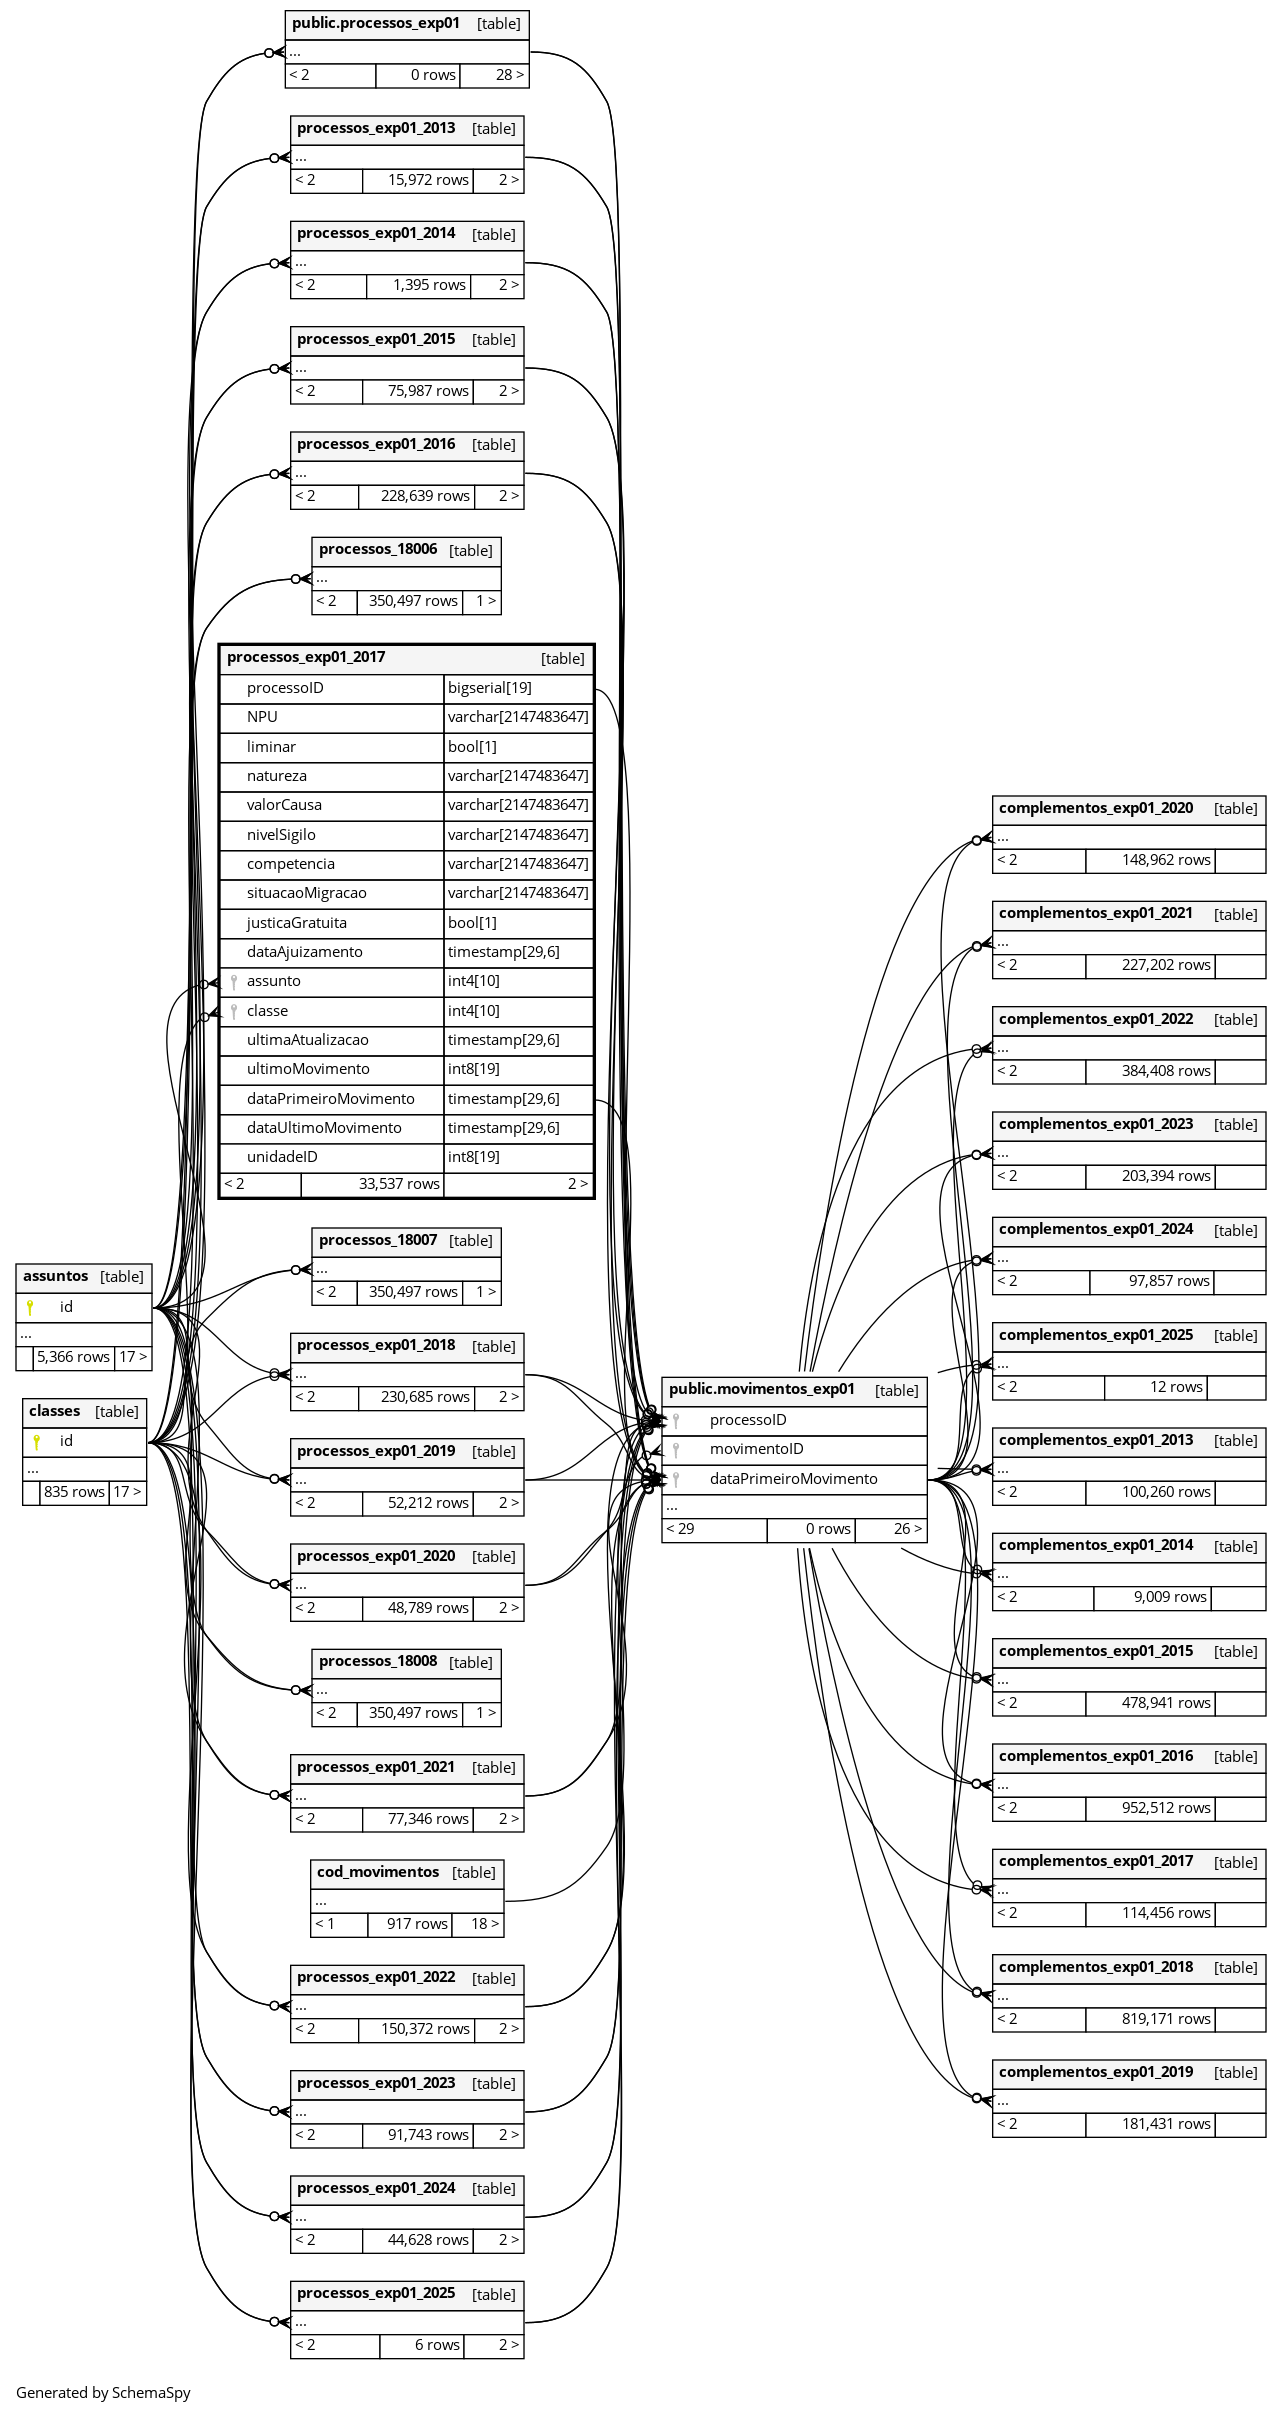 public.processos_exp01 [table]
...
< 2 0 rows 28 >
processos_exp01_2013 [table]
...
< 2 15,972 rows 2 >
processos_exp01_2014 [table]
...
< 2 1,395 rows 2 >
processos_exp01_2015 [table]
...
< 2 75,987 rows 2 >
processos_exp01_2016 [table]
...
< 2 228,639 rows 2 >
processos_18006 [table]
...
< 2 350,497 rows 1 >
processos_exp01_2017 [table]
processoID bigserial[19]
NPU varchar[2147483647]
liminar bool[1]
natureza varchar[2147483647]
valorCausa varchar[2147483647]
nivelSigilo varchar[2147483647]
competencia varchar[2147483647]
situacaoMigracao varchar[2147483647]
justicaGratuita bool[1]
dataAjuizamento timestamp[29,6]
assunto int4[10]
classe int4[10]
ultimaAtualizacao timestamp[29,6]
ultimoMovimento int8[19]
dataPrimeiroMovimento timestamp[29,6]
dataUltimoMovimento timestamp[29,6]
unidadeID int8[19]
< 2 33,537 rows 2 >
processos_18007 [table]
...
< 2 350,497 rows 1 >
assuntos [table]
id
...
5,366 rows 17 >
classes [table]
id
...
835 rows 17 >
processos_exp01_2018 [table]
...
< 2 230,685 rows 2 >
processos_exp01_2019 [table]
...
< 2 52,212 rows 2 >
processos_exp01_2020 [table]
...
< 2 48,789 rows 2 >
processos_18008 [table]
...
< 2 350,497 rows 1 >
processos_exp01_2021 [table]
...
< 2 77,346 rows 2 >
cod_movimentos [table]
...
< 1 917 rows 18 >
processos_exp01_2022 [table]
...
< 2 150,372 rows 2 >
processos_exp01_2023 [table]
...
< 2 91,743 rows 2 >
processos_exp01_2024 [table]
...
< 2 44,628 rows 2 >
processos_exp01_2025 [table]
...
< 2 6 rows 2 >
public.movimentos_exp01 [table]
processoID
movimentoID
dataPrimeiroMovimento
...
< 29 0 rows 26 >
complementos_exp01_2020 [table]
...
< 2 148,962 rows
complementos_exp01_2021 [table]
...
< 2 227,202 rows
complementos_exp01_2022 [table]
...
< 2 384,408 rows
complementos_exp01_2023 [table]
...
< 2 203,394 rows
complementos_exp01_2024 [table]
...
< 2 97,857 rows
complementos_exp01_2025 [table]
...
< 2 12 rows
complementos_exp01_2013 [table]
...
< 2 100,260 rows
complementos_exp01_2014 [table]
...
< 2 9,009 rows
complementos_exp01_2015 [table]
...
< 2 478,941 rows
complementos_exp01_2016 [table]
...
< 2 952,512 rows
complementos_exp01_2017 [table]
...
< 2 114,456 rows
complementos_exp01_2018 [table]
...
< 2 819,171 rows
complementos_exp01_2019 [table]
...
< 2 181,431 rows
Generated by SchemaSpy